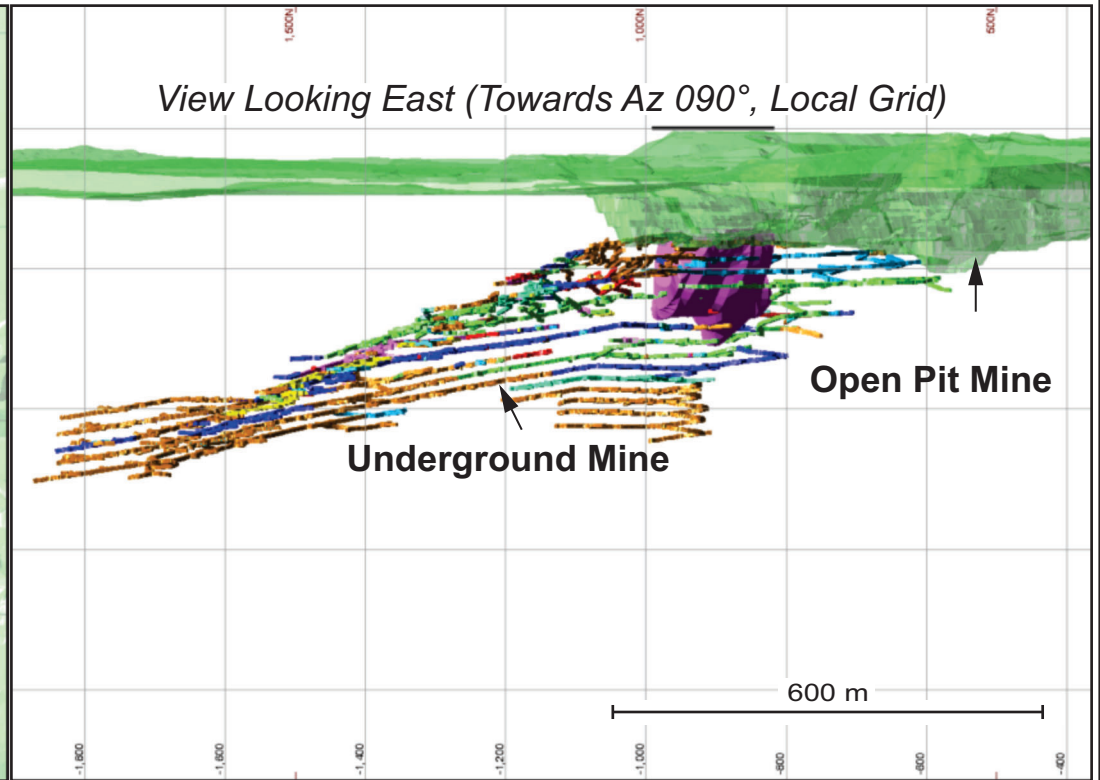 1,500N
1,000N
500N
View Looking East (Towards Az 090°, Local Grid)
Open Pit Mine
Underground Mine
600 m
-1,800
-1,600
-1,400
-1,200
-1,000
-800
-600
-400